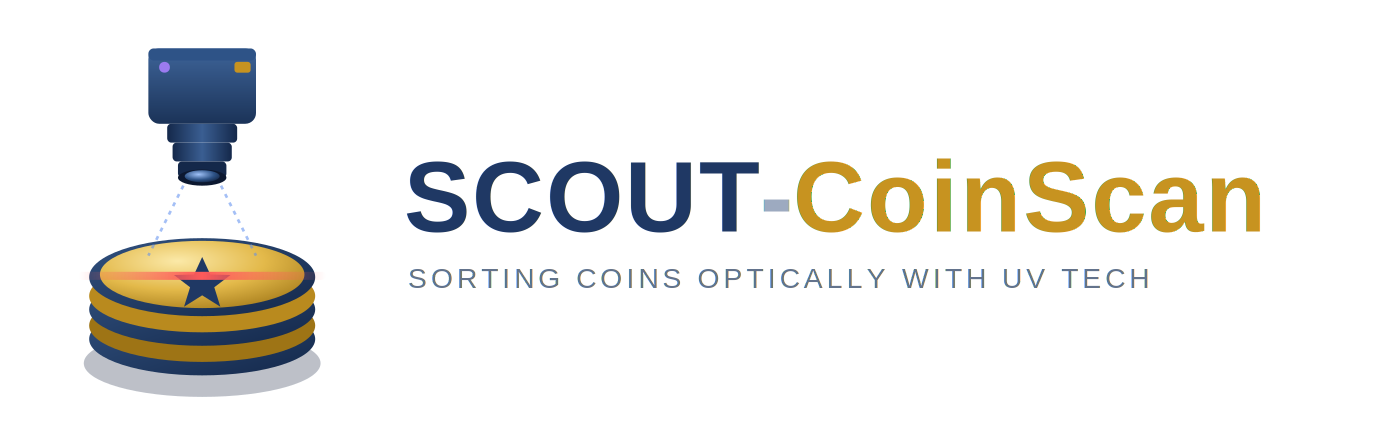 SCOUT-CoinScan
SORTING COINS OPTICALLY WITH UV TECH